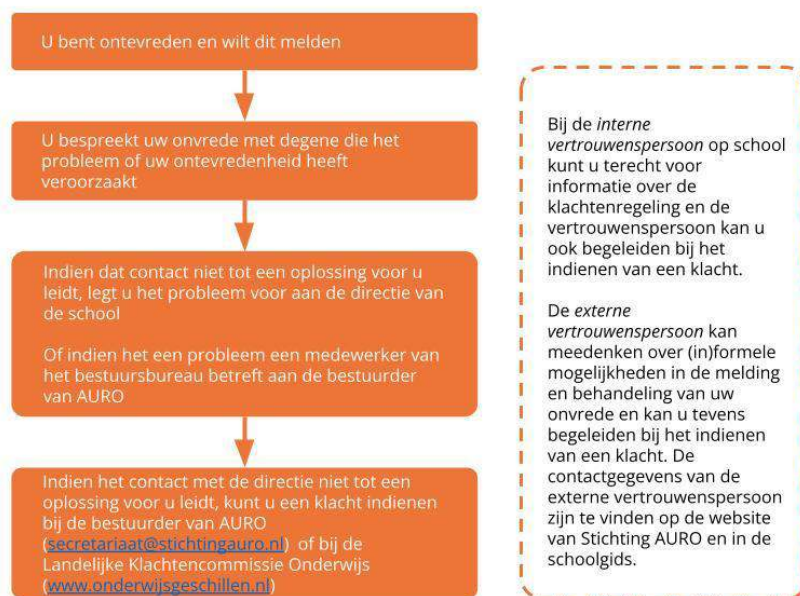 U bent ontevreden en wilt dit melden
U bespreekt uw onvrede met degene die het
probleem of uw ontevredenheid heeft
veroorzaakt
Indien dat contact niet tot een oplossing voor u
leidt, legt u het probleem voor aan de directie van
de school
Of indien het een probleem een medewerker van
het bestuursbureau betreft aan de bestuurder
van AURO
Indien het contact met de directie niet tot een
oplossing voor u leidt, kunt u een klacht indienen
bij de bestuurder van AURO
(secretariaat@stichtingauro.nl) of bij de
Landelijke Klachtencommissie Onderwijs
(www.onderwijsgeschillen.nl)
Bij de interne
vertrouwenspersoon op school
kunt u terecht voor
informatie over de
klachtenregeling en de
vertrouwenspersoon kan u
ook begeleiden bij het
indienen van een klacht.
De externe
vertrouwenspersoon kan
meedenken over (in)formele
mogelijkheden in de melding
en behandeling van uw
onvrede en kan u tevens
begeleiden bij het indienen
van een klacht. De
contactgegevens van de
externe vertrouwenspersoon
zijn te vinden op de website
van Stichting AURO en in de
schoolgids.